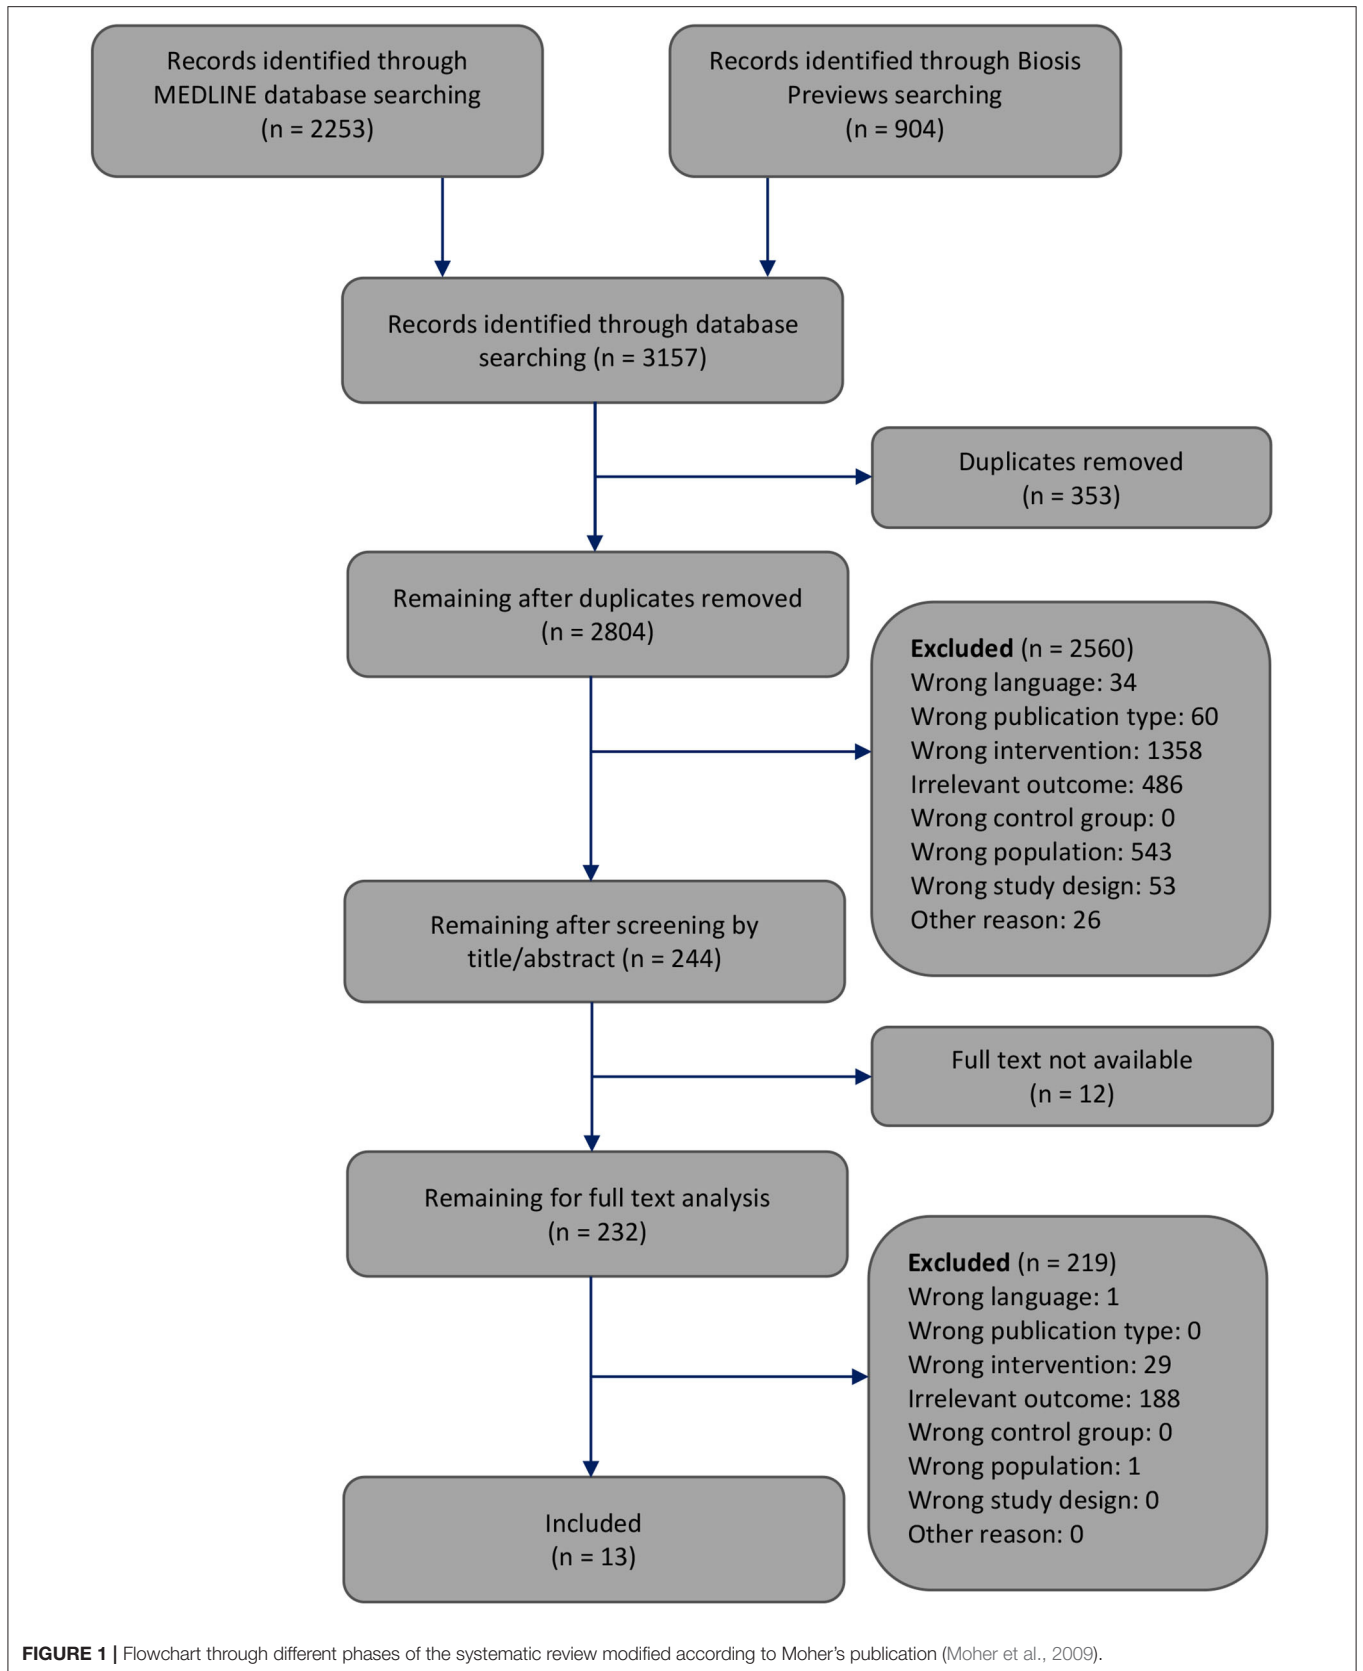 Records identified through
MEDLINE database searching
(n = 2253)
Records identified through Biosis
Previews searching
(n = 904)
Records identified through database
searching (n = 3157)
Duplicates removed
(n = 353)
Remaining after duplicates removed
(n = 2804)
Excluded (n = 2560)
Wrong language: 34
Wrong publication type: 60
Wrong intervention: 1358
Irrelevant outcome: 486
Wrong control group: 0
Wrong population: 543
Wrong study design: 53
Other reason: 26
Remaining after screening by
title/abstract (n = 244)
Full text not available
(n = 12)
Remaining for full text analysis
(n = 232)
Excluded (n = 219)
Wrong language: 1
Wrong publication type: 0
Wrong intervention: 29
Irrelevant outcome: 188
Wrong control group: 0
Wrong population: 1
Wrong study design: 0
Other reason: 0
Included
(n = 13)
FIGURE 1 | Flowchart through different phases of the systematic review modified according to Moher's publication (Moher et al., 2009).